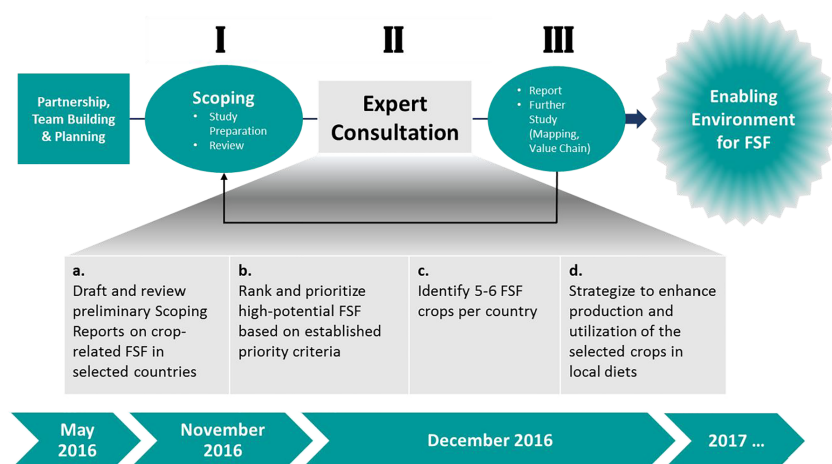 I
II
III
Partnership,
Team Building
& Planning
Scoping
• Study
Preparation
• Review
Expert
Consultation
• Report
• Further
Study
(Mapping,
Value Chain)
Enabling
Environment
for FSF
a.
Draft and review
preliminary Scoping
Reports on crop-
related FSF in
selected countries
b.
Rank and prioritize
high-potential FSF
based on established
priority criteria
c.
Identify 5-6 FSF
crops per country
d.
Strategize to enhance
production and
utilization of the
selected crops in
local diets
May
2016
November
2016
December 2016
2017 ...